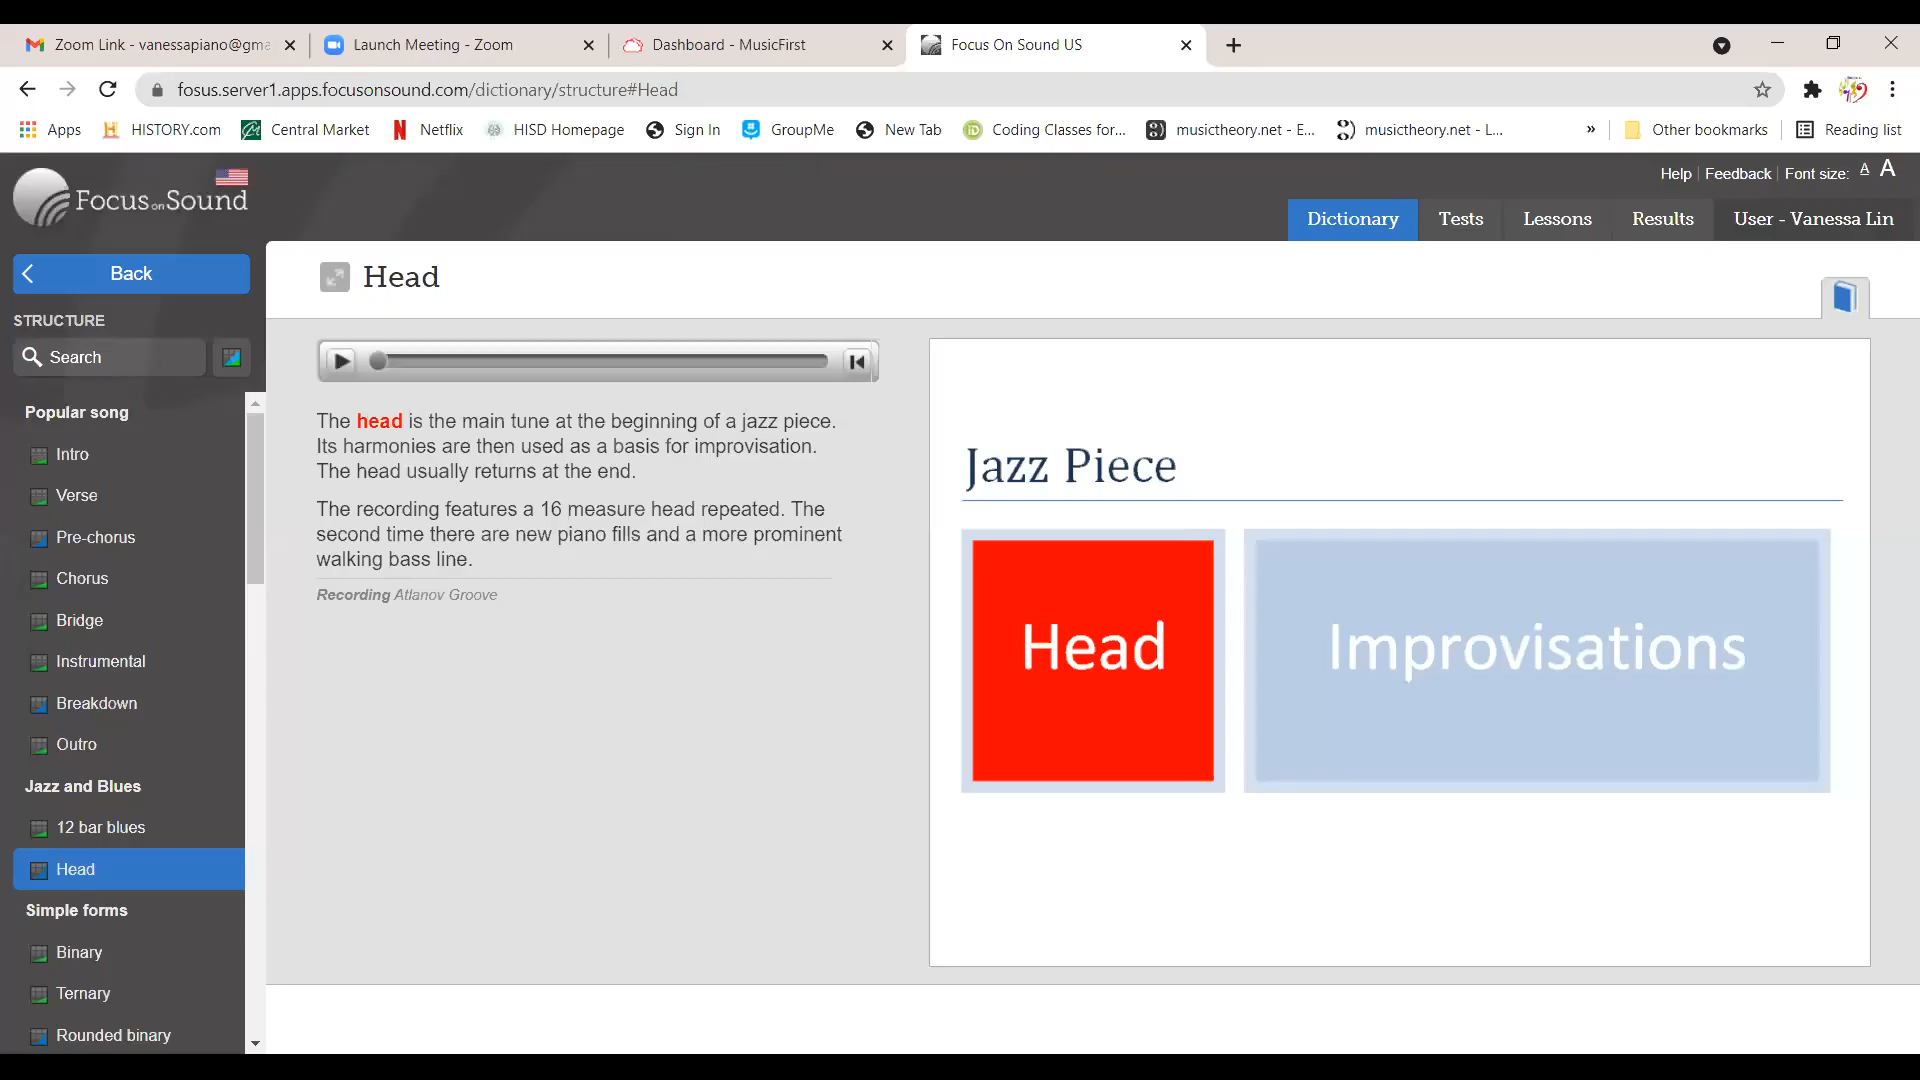 Zoom Link - vanessapiano@gma
Launch Meeting - Zoom
Dashboard - MusicFirst
Focus On Sound US
fosus.server1.apps.focusonsound.com/dictionary/structure#Head
Apps
HISTORY.com
Central Market
Netflix
HISD Homepage
Sign In
GroupMe
New Tab
Coding Classes for...
musictheory.net - E...
musictheory.net - L...
»
Other bookmarks
Reading list
Focus on Sound
Help | Feedback | Font size: A A
Dictionary
Tests
Lessons
Results
User - Vanessa Lin
Back
STRUCTURE
Search
Popular song
Intro
Verse
Pre-chorus
Chorus
Bridge
Instrumental
Breakdown
Outro
Jazz and Blues
12 bar blues
Head
Simple forms
Binary
Ternary
Rounded binary
Head
The head is the main tune at the beginning of a jazz piece.
Its harmonies are then used as a basis for improvisation.
The head usually returns at the end.
The recording features a 16 measure head repeated. The
second time there are new piano fills and a more prominent
walking bass line.
Recording Atlanov Groove
Jazz Piece
Head
Improvisations